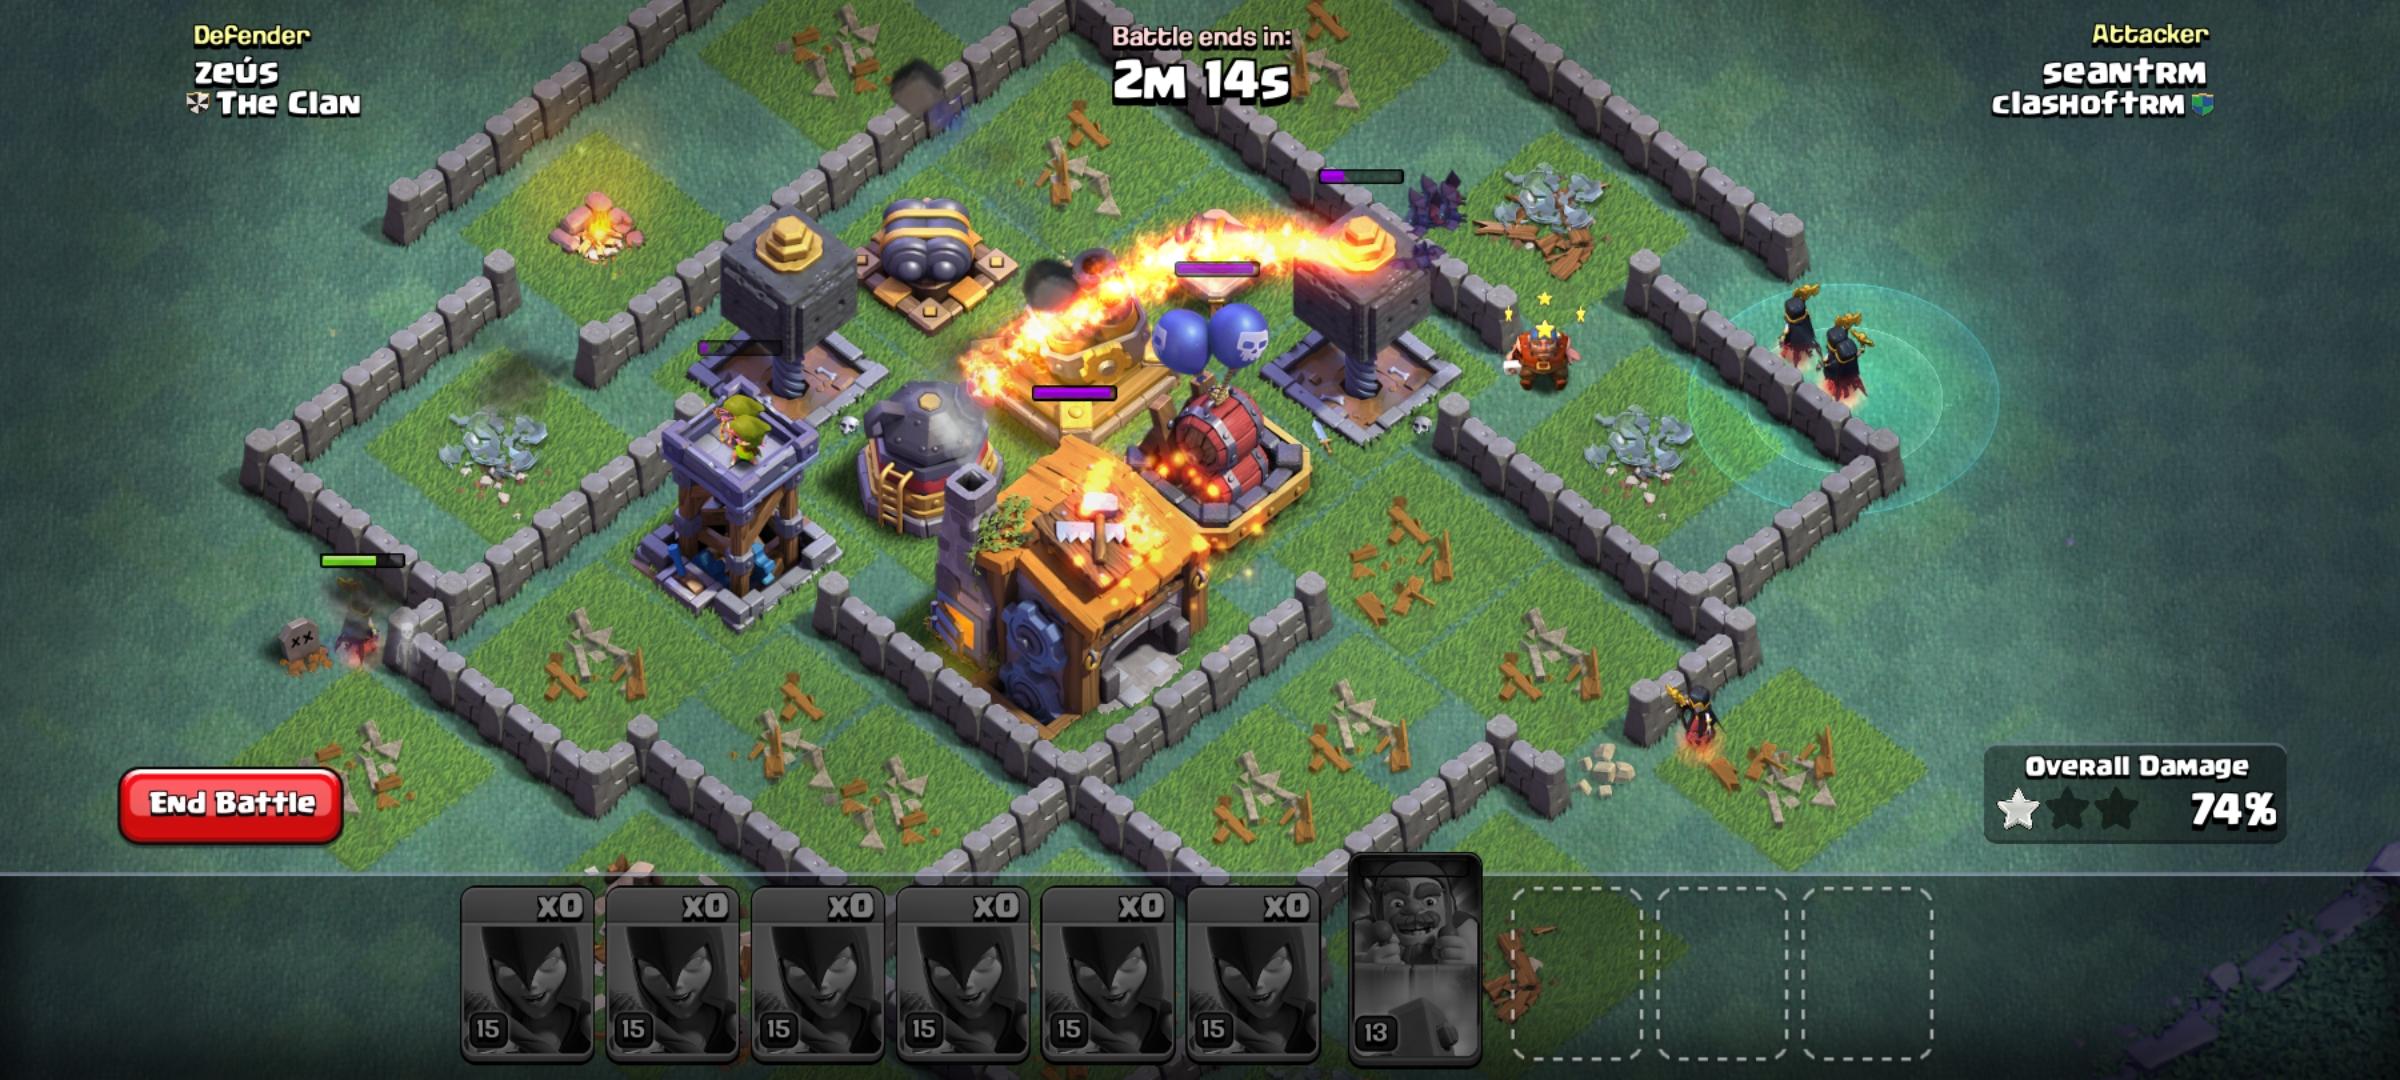 Defender
zeús
The Clan
Battle ends in:
2M 14s
Attacker
seantRM
clashoftRM
xx
End Battle
Overall Damage
74%
x0
x0
x0
x0
x0
x0
15
15
15
15
15
15
13